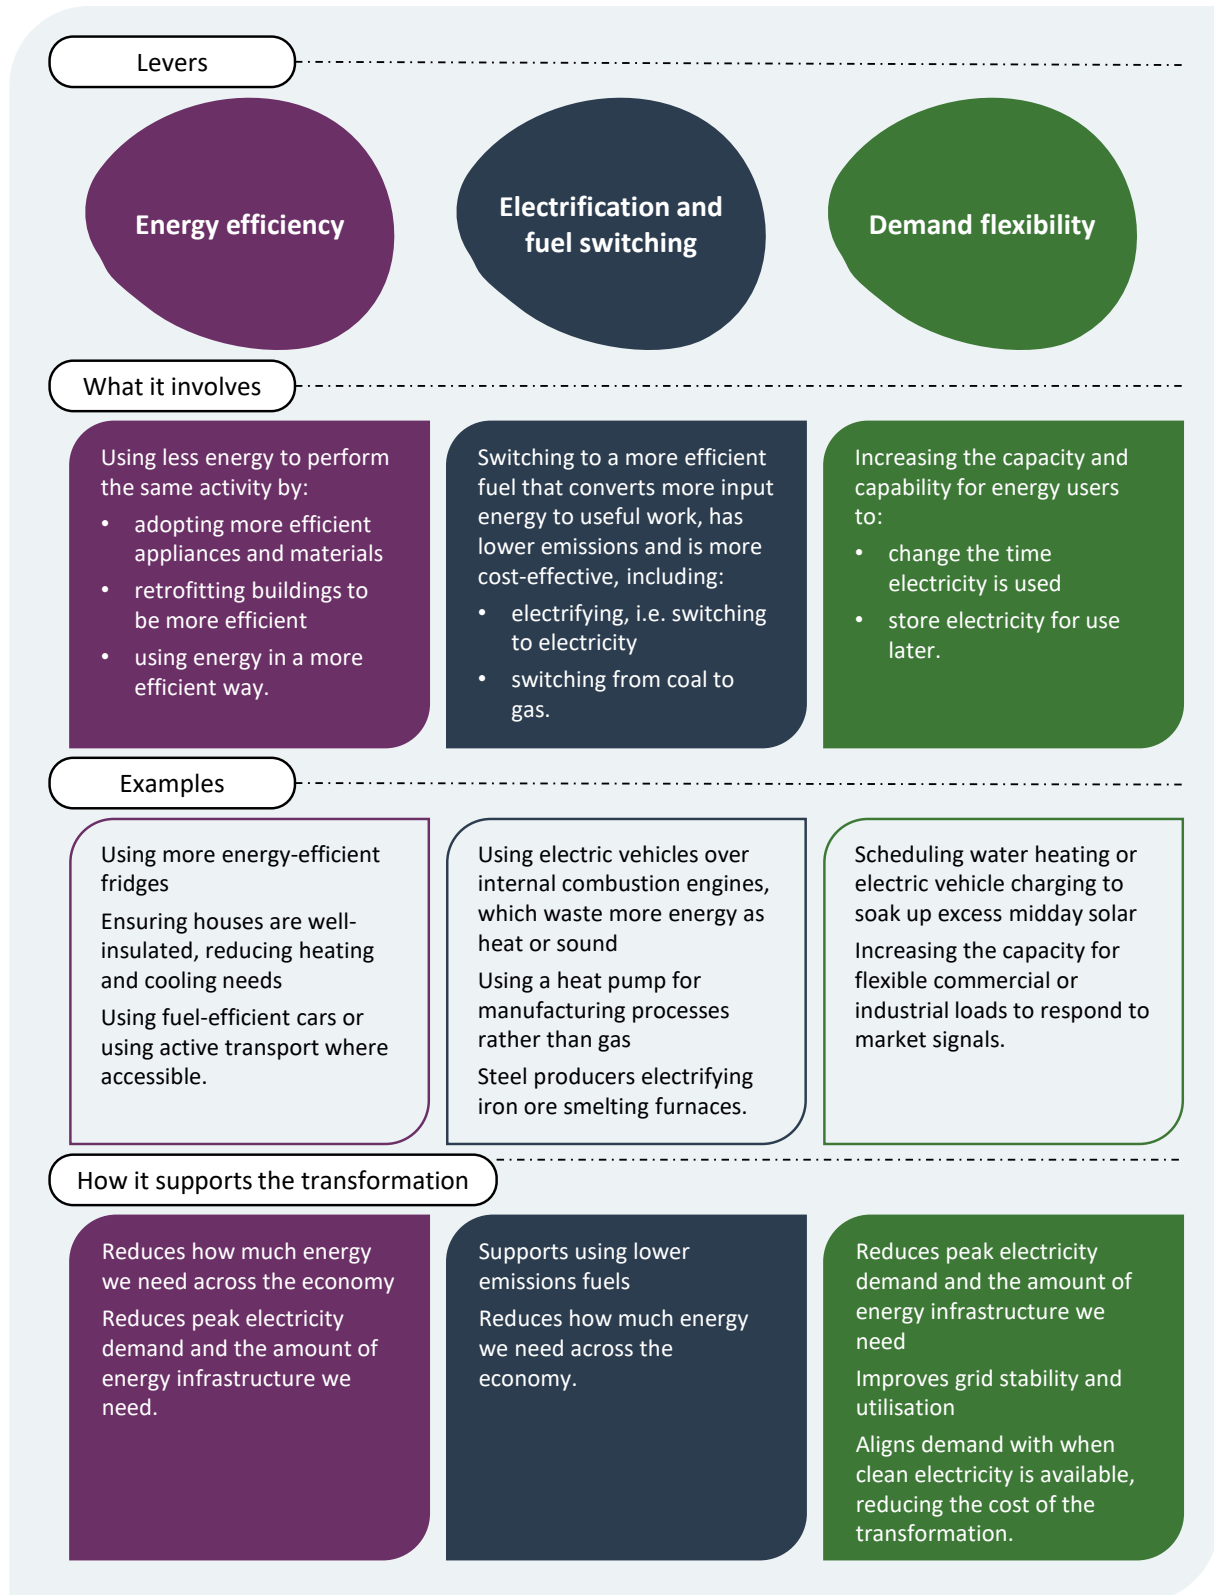 Levers
Energy efficiency
Electrification and
fuel switching
Demand flexibility
What it involves
Using less energy to perform
the same activity by:
• adopting more efficient
appliances and materials
• retrofitting buildings to
be more efficient
• using energy in a more
efficient way.
Switching to a more efficient
fuel that converts more input
energy to useful work, has
lower emissions and is more
cost-effective, including:
• electrifying, i.e. switching
to electricity
• switching from coal to
gas.
Increasing the capacity and
capability for energy users
to:
• change the time
electricity is used
• store electricity for use
later.
Examples
Using more energy-efficient
fridges
Ensuring houses are well-
insulated, reducing heating
and cooling needs
Using fuel-efficient cars or
using active transport where
accessible.
Using electric vehicles over
internal combustion engines,
which waste more energy as
heat or sound
Using a heat pump for
manufacturing processes
rather than gas
Steel producers electrifying
iron ore smelting furnaces.
Scheduling water heating or
electric vehicle charging to
soak up excess midday solar
Increasing the capacity for
flexible commercial or
industrial loads to respond to
market signals.
How it supports the transformation
Reduces how much energy
we need across the economy
Reduces peak electricity
demand and the amount of
energy infrastructure we
need.
Supports using lower
emissions fuels
Reduces how much energy
we need across the
economy.
Reduces peak electricity
demand and the amount of
energy infrastructure we
need
Improves grid stability and
utilisation
Aligns demand with when
clean electricity is available,
reducing the cost of the
transformation.